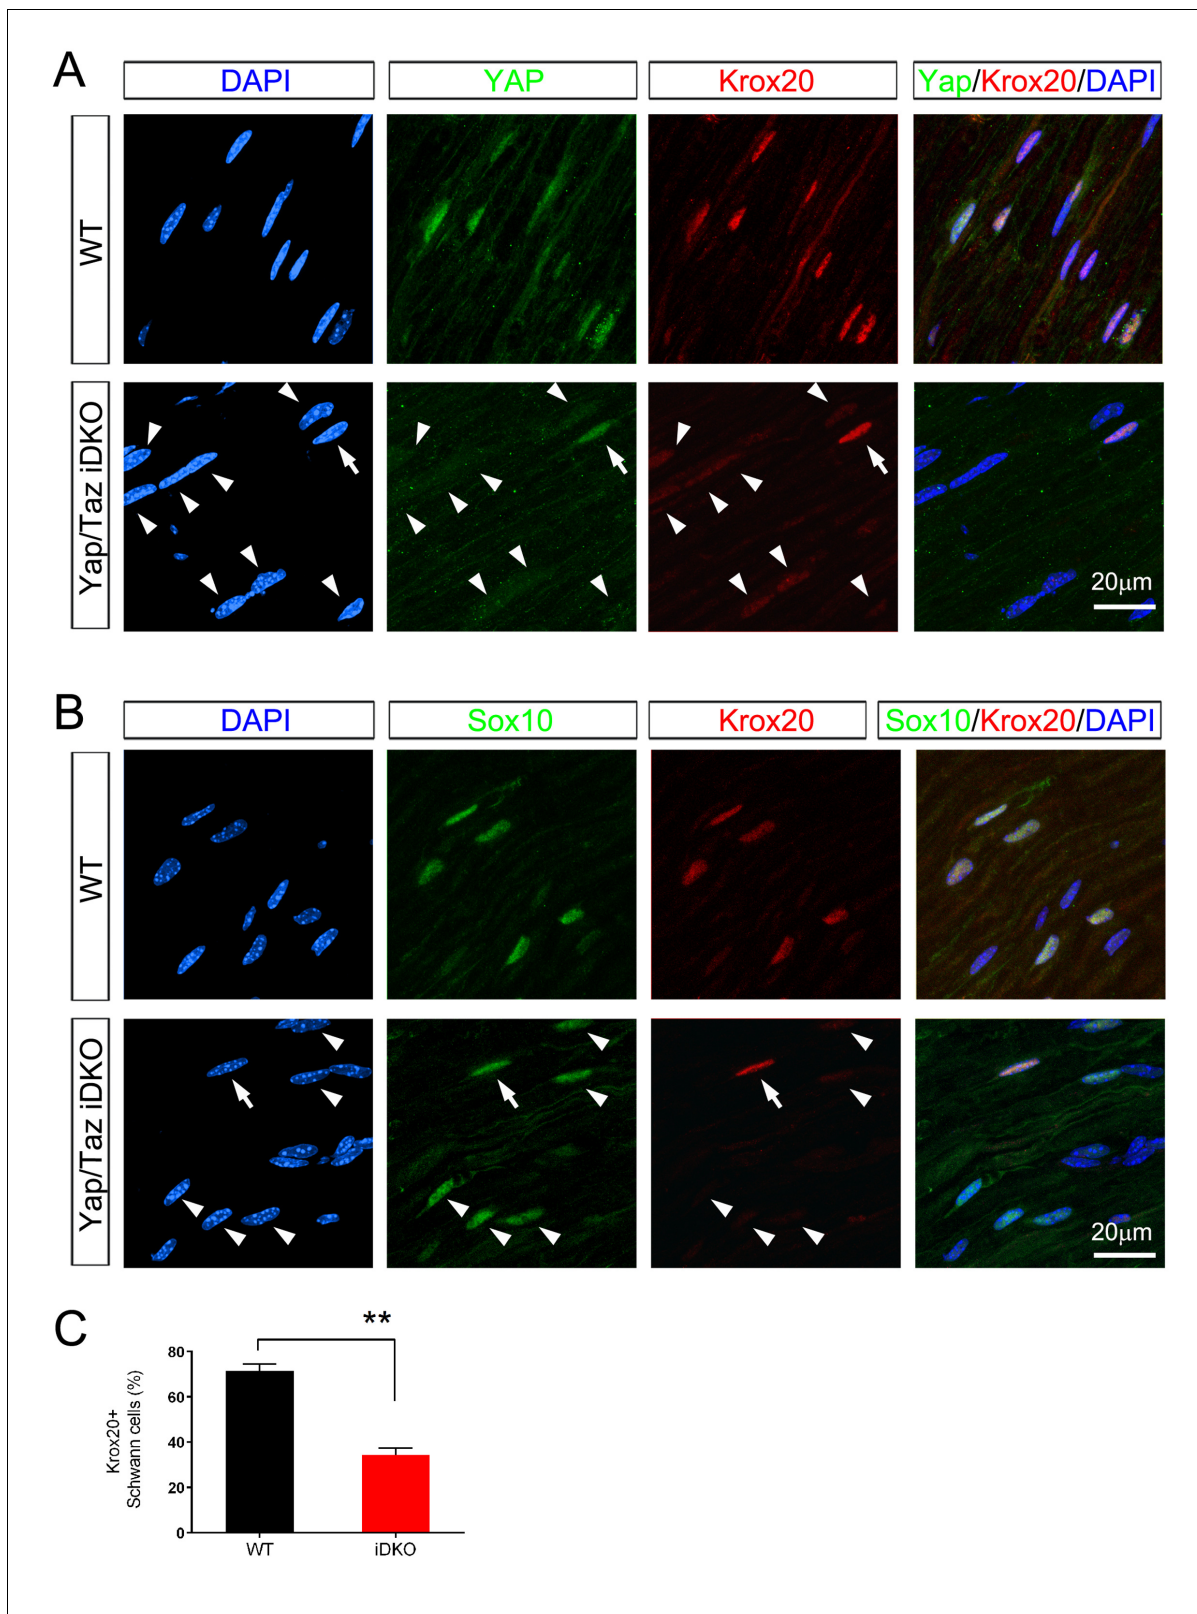 A
DAPI
YAP
Krox20
Yap/Krox20/DAPI
WT
Yap/Taz iDKO
20μm
B
DAPI
Sox10
Krox20
Sox10/Krox20/DAPI
WT
Yap/Taz iDKO
20μm
C
**
80
60
40
20
0
Krox20+
Schwann cells (%)
WT
iDKO